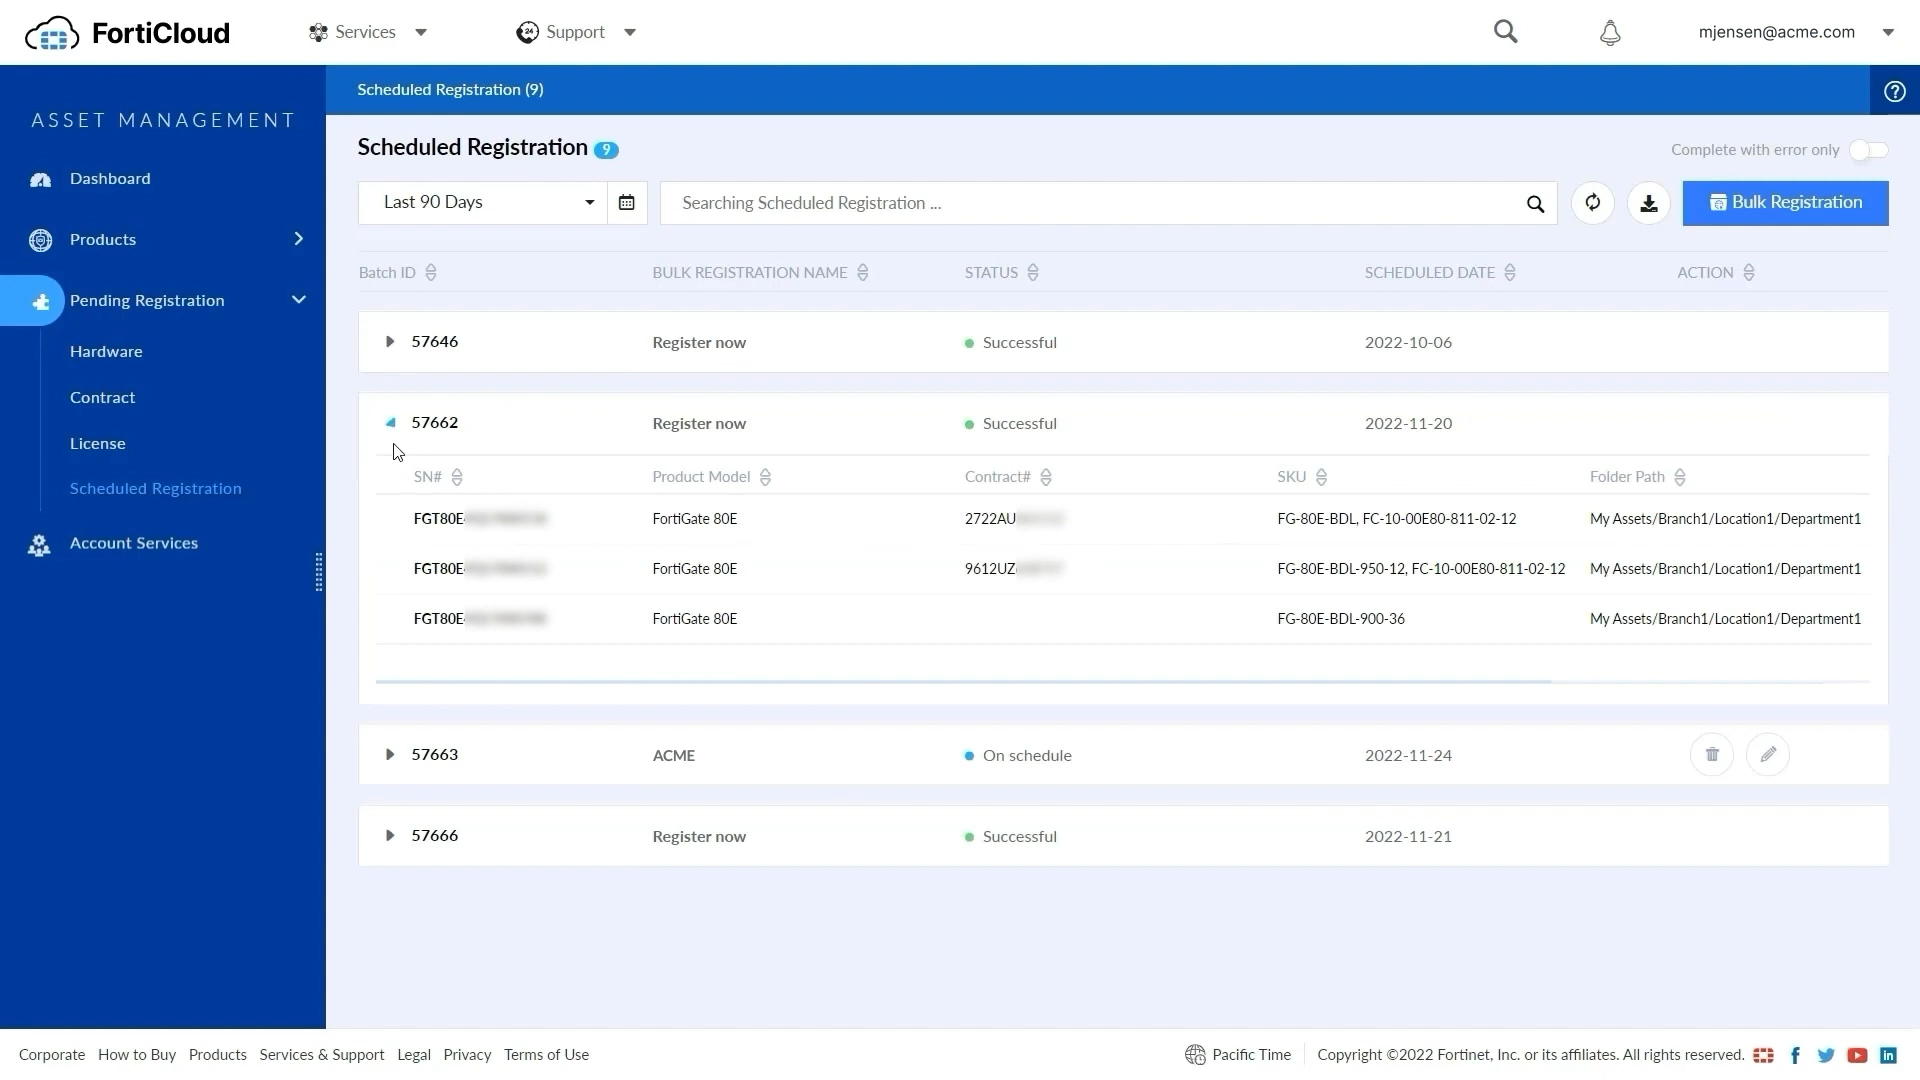 FortiCloud
Services
24
Support
mjensen@acme.com
ASSET MANAGEMENT
Dashboard
Products
Pending Registration
Hardware
Contract
License
Scheduled Registration
Account Services
Scheduled Registration (9)
Scheduled Registration 9
Complete with error only
Last 90 Days
Searching Scheduled Registration ...
Bulk Registration
Batch ID BULK REGISTRATION NAME STATUS SCHEDULED DATE ACTION
57646 Register now Successful 2022-10-06
57662 Register now Successful 2022-11-20
SN# Product Model Contract# SKU Folder Path
FGT80E FortiGate 80E 2722AU FG-80E-BDL, FC-10-00E80-811-02-12 My Assets/Branch1/Location1/Department1
FGT80E FortiGate 80E 9612UZ FG-80E-BDL-950-12, FC-10-00E80-811-02-12 My Assets/Branch1/Location1/Department1
FGT80E FortiGate 80E FG-80E-BDL-900-36 My Assets/Branch1/Location1/Department1
57663 ACME On schedule 2022-11-24
57666 Register now Successful 2022-11-21
Corporate How to Buy Products Services & Support Legal Privacy Terms of Use
Pacific Time
Copyright ©2022 Fortinet, Inc. or its affiliates. All rights reserved.